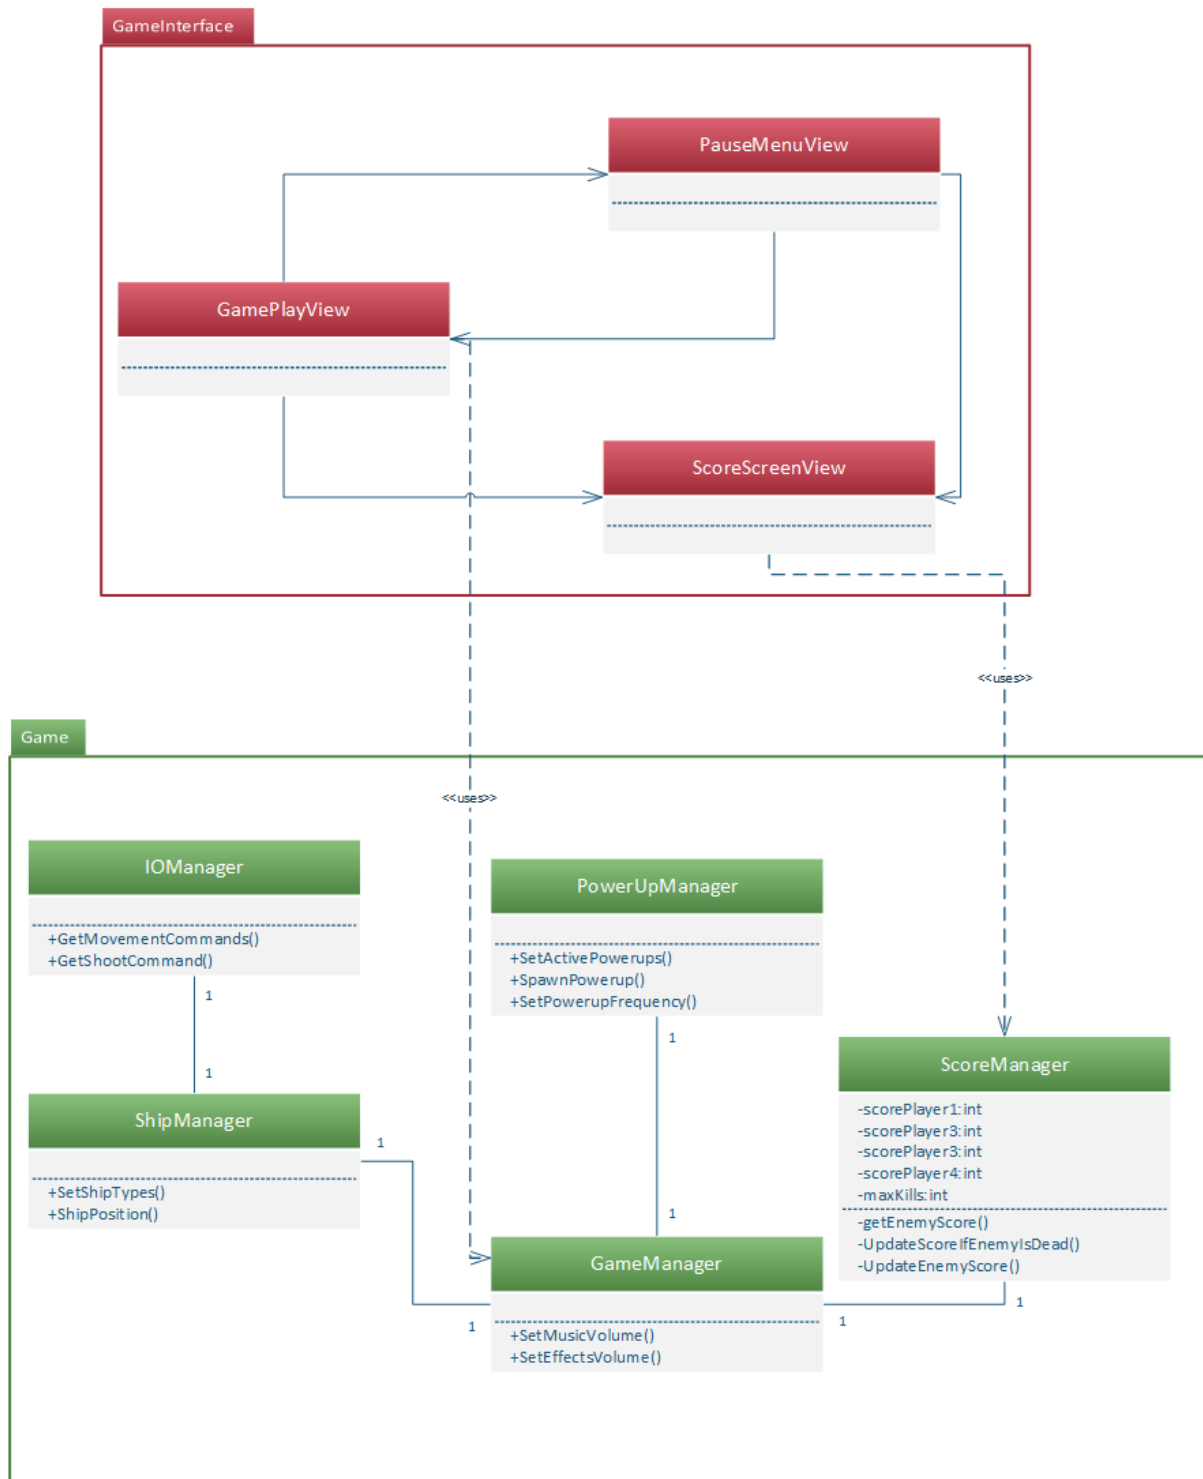 GameInterface
PauseMenuView
GamePlayView
ScoreScreenView
<<uses>>
Game
<<uses>>
IOManager
+GetMovementCommands()
+GetShootCommand()
1
1
PowerUpManager
+SetActivePowerups()
+SpawnPowerup()
+SetPowerupFrequency()
1
1
ScoreManager
-scorePlayer1:int
-scorePlayer3:int
-scorePlayer3:int
-scorePlayer4:int
-maxKills:int
-getEnemyScore()
-UpdateScoreIfEnemyIsDead()
-UpdateEnemyScore()
1
1
ShipManager
+SetShipTypes()
+ShipPosition()
1
1
GameManager
+SetMusicVolume()
+SetEffectsVolume()